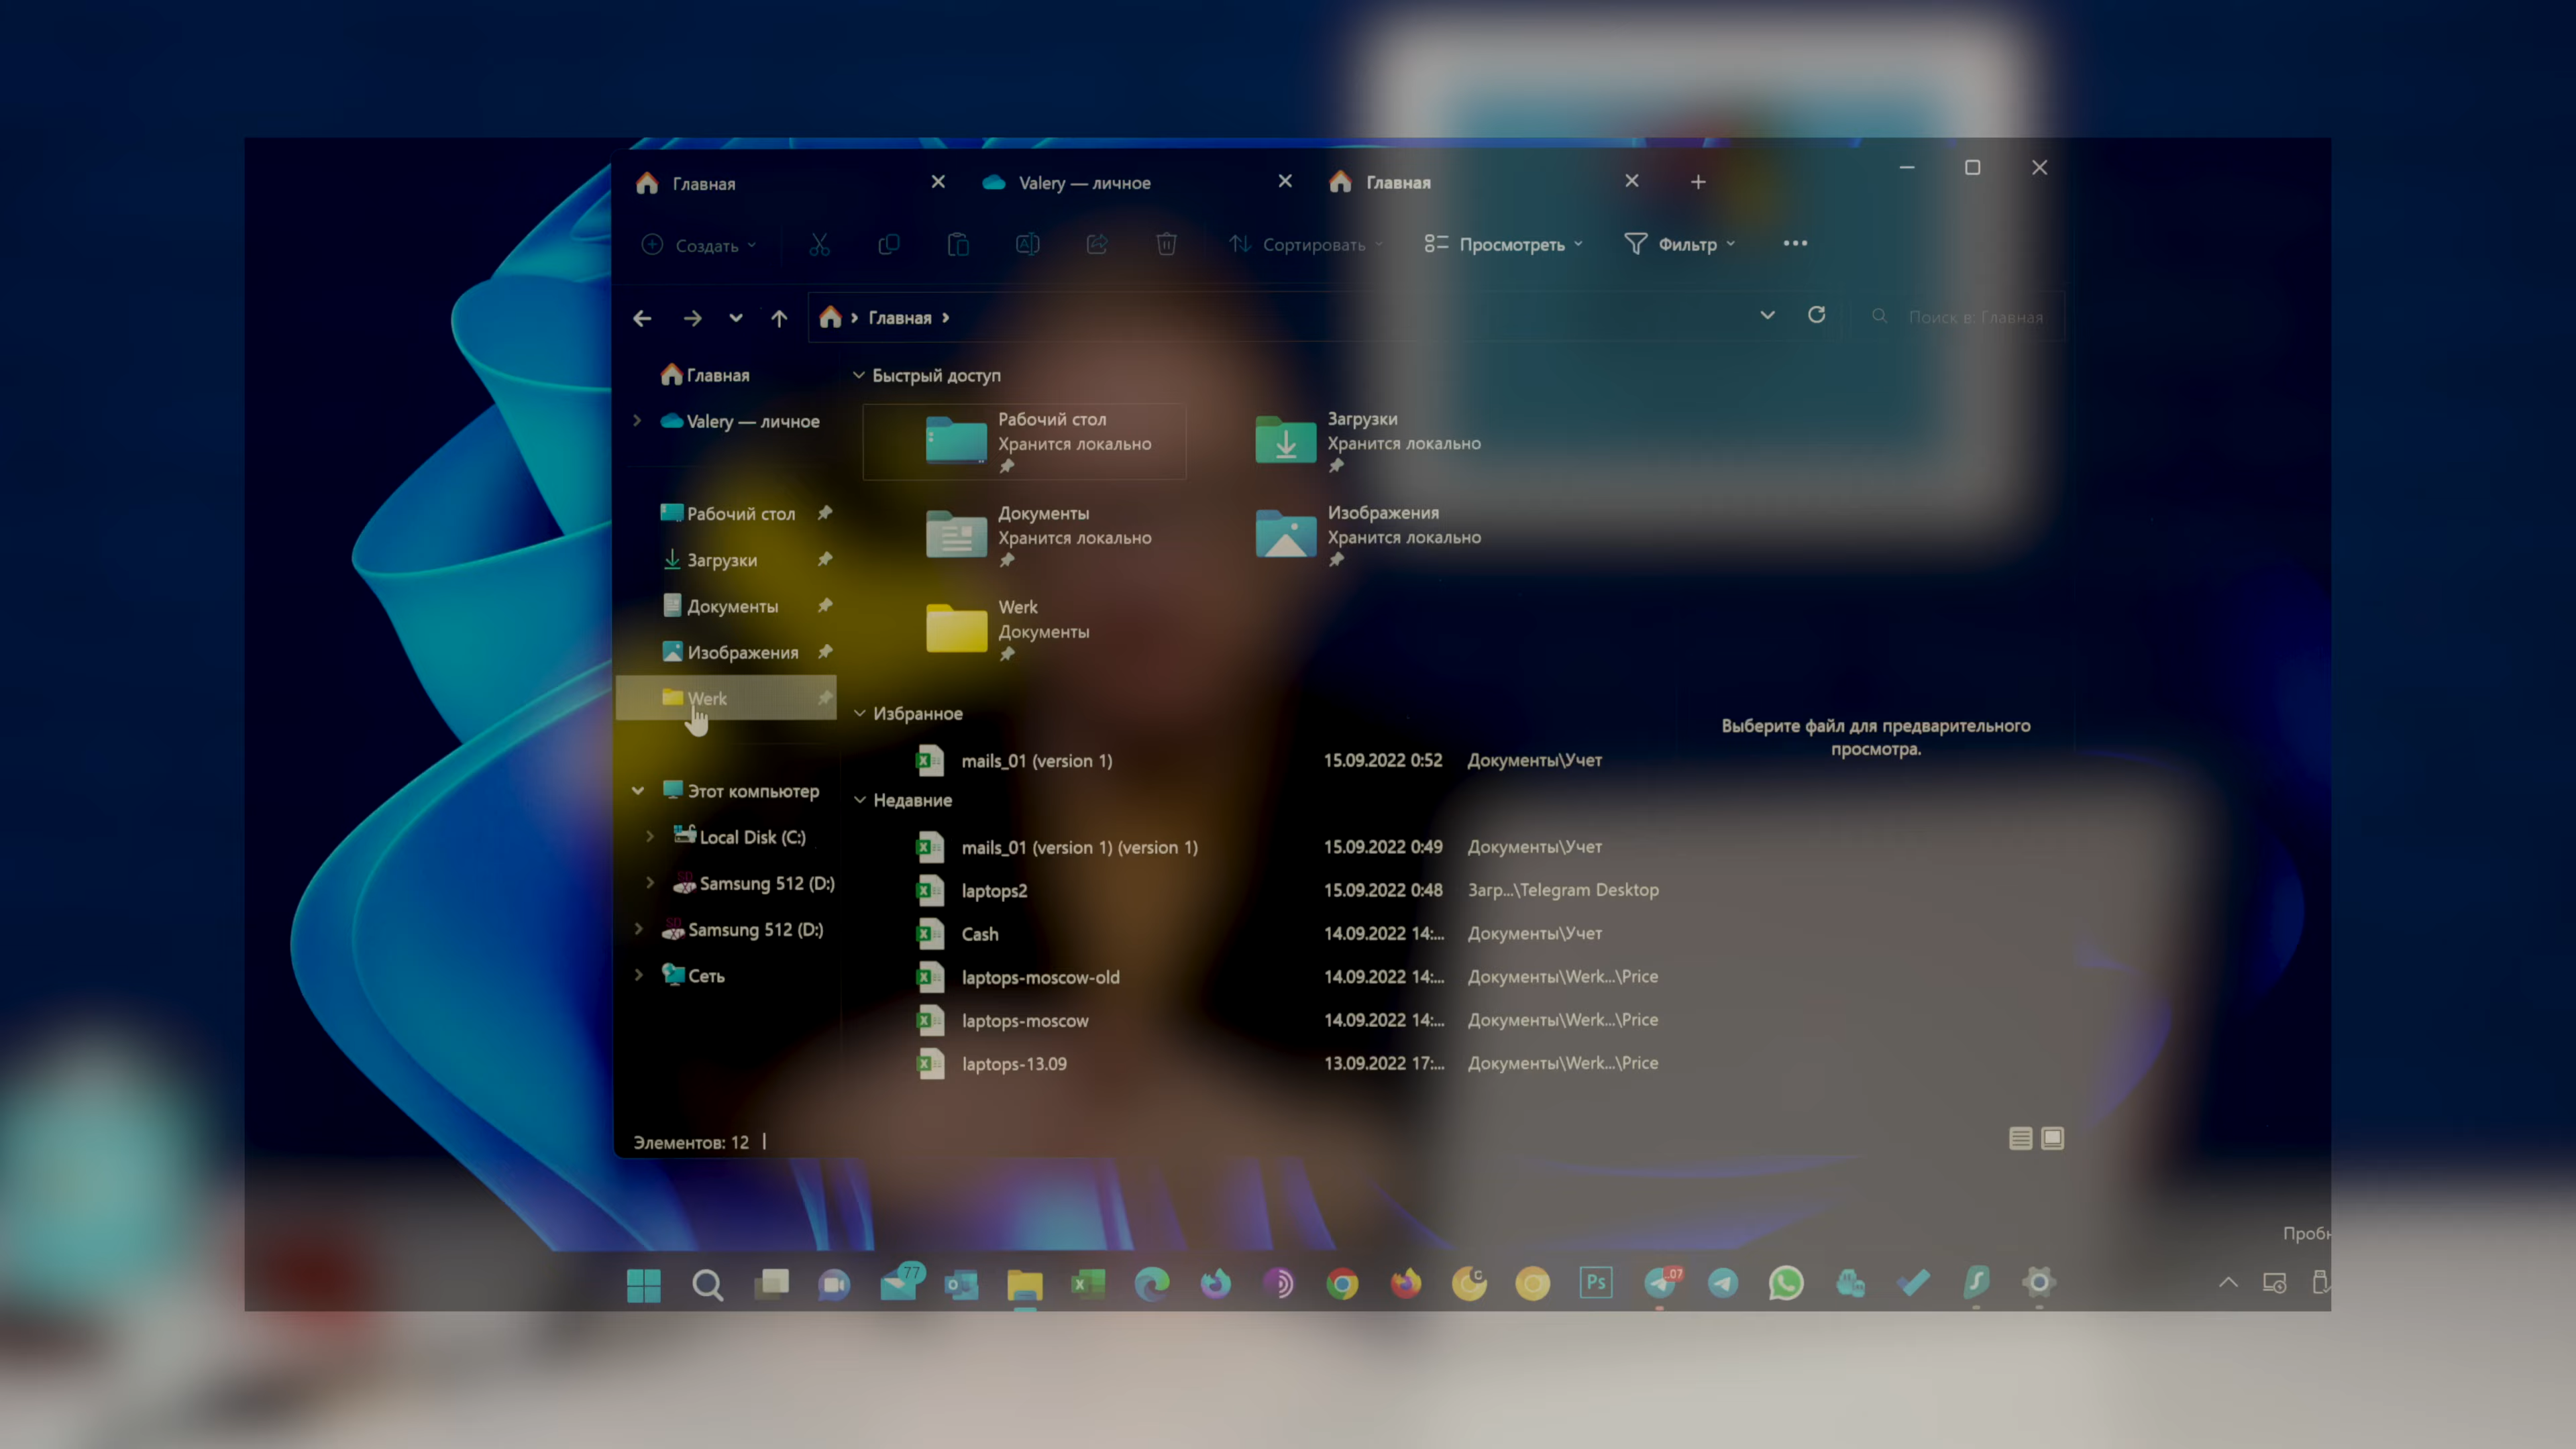 Главная
Valery — личное
Главная
Создать
Сортировать
Просмотреть
Фильтр
Главная
Поиск в: Главная
Главная
Valery — личное
Рабочий стол
Загрузки
Документы
Изображения
Werk
Этот компьютер
Local Disk (C:)
Samsung 512 (D:)
Samsung 512 (D:)
Сеть
Быстрый доступ
Рабочий стол
Хранится локально
Загрузки
Хранится локально
Документы
Хранится локально
Изображения
Хранится локально
Werk
Документы
Избранное
mails_01 (version 1) 15.09.2022 0:52 Документы\Учет
Недавние
mails_01 (version 1) (version 1) 15.09.2022 0:49 Документы\Учет
laptops2 15.09.2022 0:48 Загр...\Telegram Desktop
Cash 14.09.2022 14:... Документы\Учет
laptops-moscow-old 14.09.2022 14:... Документы\Werk...\Price
laptops-moscow 14.09.2022 14:... Документы\Werk...\Price
laptops-13.09 13.09.2022 17:... Документы\Werk...\Price
Выберите файл для предварительного
просмотра.
Элементов: 12
77
Ps